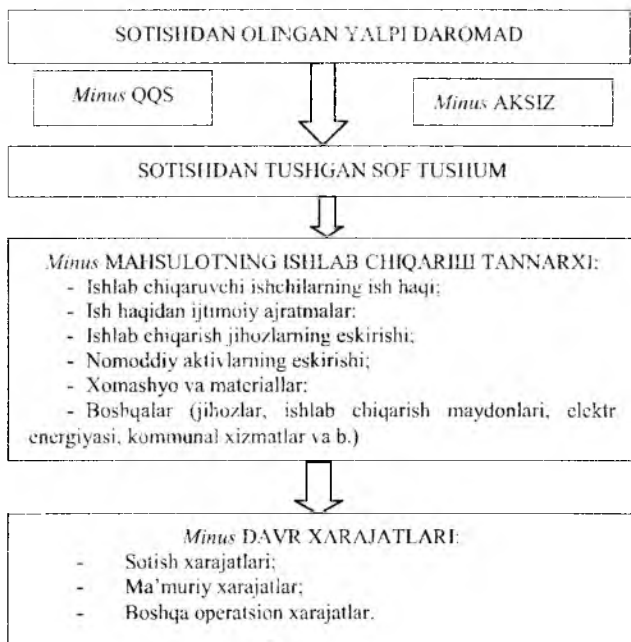 SOTISHDAN OLINGAN YALPI DAROMAD
Minus QQS
Minus AKSIZ
SOTISHDAN TUSHGAN SOF TUSHUM
Minus MAHSULOTNING ISHLAB CHIQARISH TANNARXI:
- Ishlab chiqaruvchi ishchilarning ish haqi;
- Ish haqidan ijtimoiy ajratmalar;
- Ishlab chiqarish jihozlarning eskirishi;
- Nomoddiy aktivlarning eskirishi;
- Xomashyo va materiallar;
- Boshqalar (jihozlar, ishlab chiqarish maydonlari, elektr
energiyasi, kommunal xizmatlar va b.)
Minus DAVR XARAJATLARI:
- Sotish xarajatlari;
- Ma'muriy xarajatlar;
- Boshqa operatsion xarajatlar.